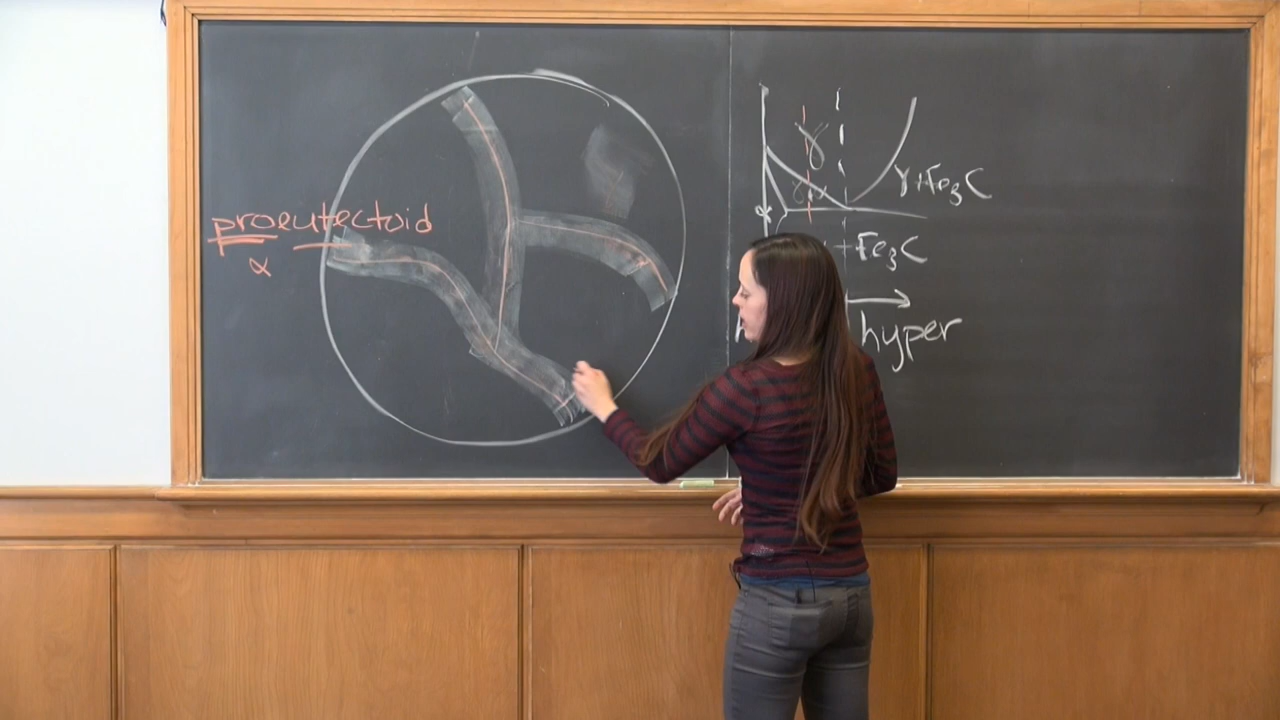 proeutectoid
α
γ
γ+α
γ+Fe₃C
α
+Fe₃C
hyper